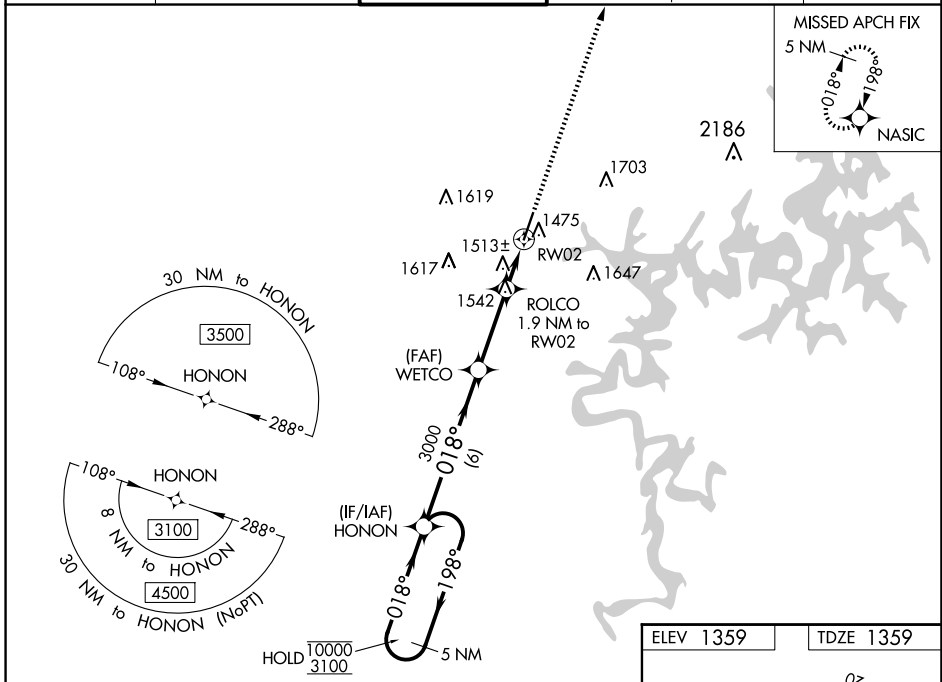 MISSED APCH FIX
5 NM
018°
198°
NASIC
2186
1703
1619
1475
1513±
RW02
1617
1647
1542
ROLCO
1.9 NM to
RW02
30 NM to HONON
3500
HONON
108°
288°
(FAF)
WETCO
3000
018°
(6)
108°
HONON
288°
3100
8 NM to HONON
4500
30 NM to HONON (NoPT)
(IF/IAF)
HONON
018°
198°
HOLD 10000
3100
5 NM
ELEV 1359
TDZE 1359
02